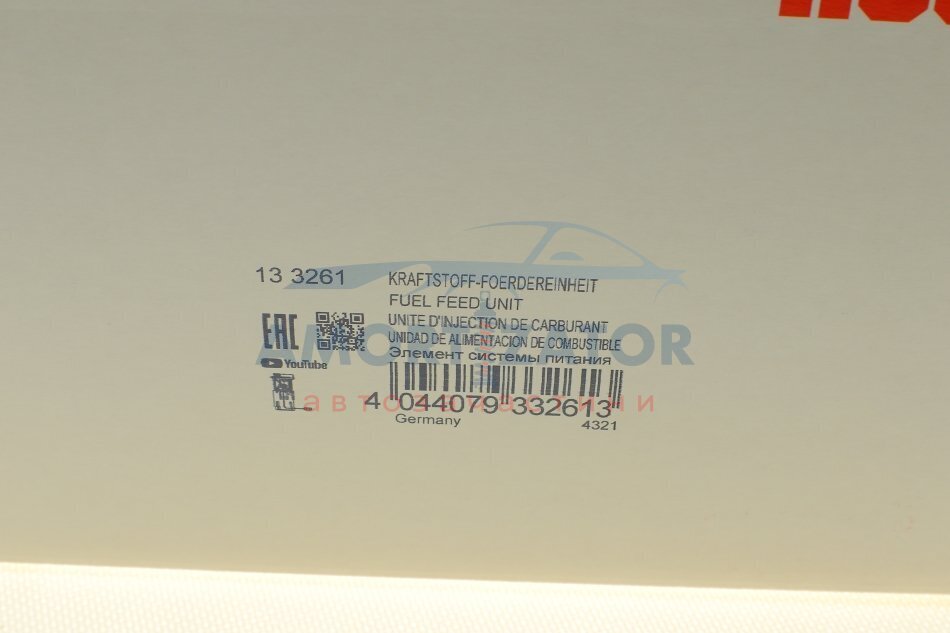 13 3261
KRAFTSTOFF-FOERDEREINHEIT
FUEL FEED UNIT
UNITE D'INJECTION DE CARBURANT
UNIDAD DE ALIMENTACION DE COMBUSTIBLE
Элемент системы питания
EAC
YouTube
4 044079 332613
Germany
4321